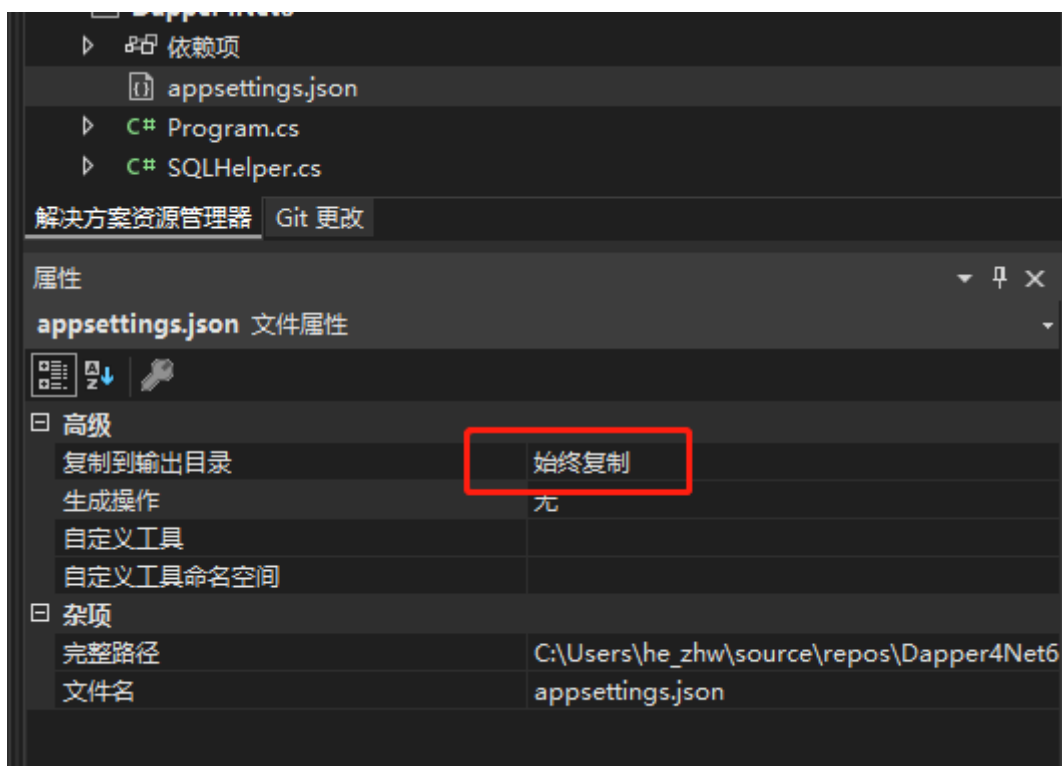 依赖项
appsettings.json
C# Program.cs
C# SQLHelper.cs
解决方案资源管理器 Git 更改
属性
appsettings.json 文件属性
高级
复制到输出目录 始终复制
生成操作 无
自定义工具
自定义工具命名空间
杂项
完整路径 C:\Users\he_zhw\source\repos\Dapper4Net6
文件名 appsettings.json